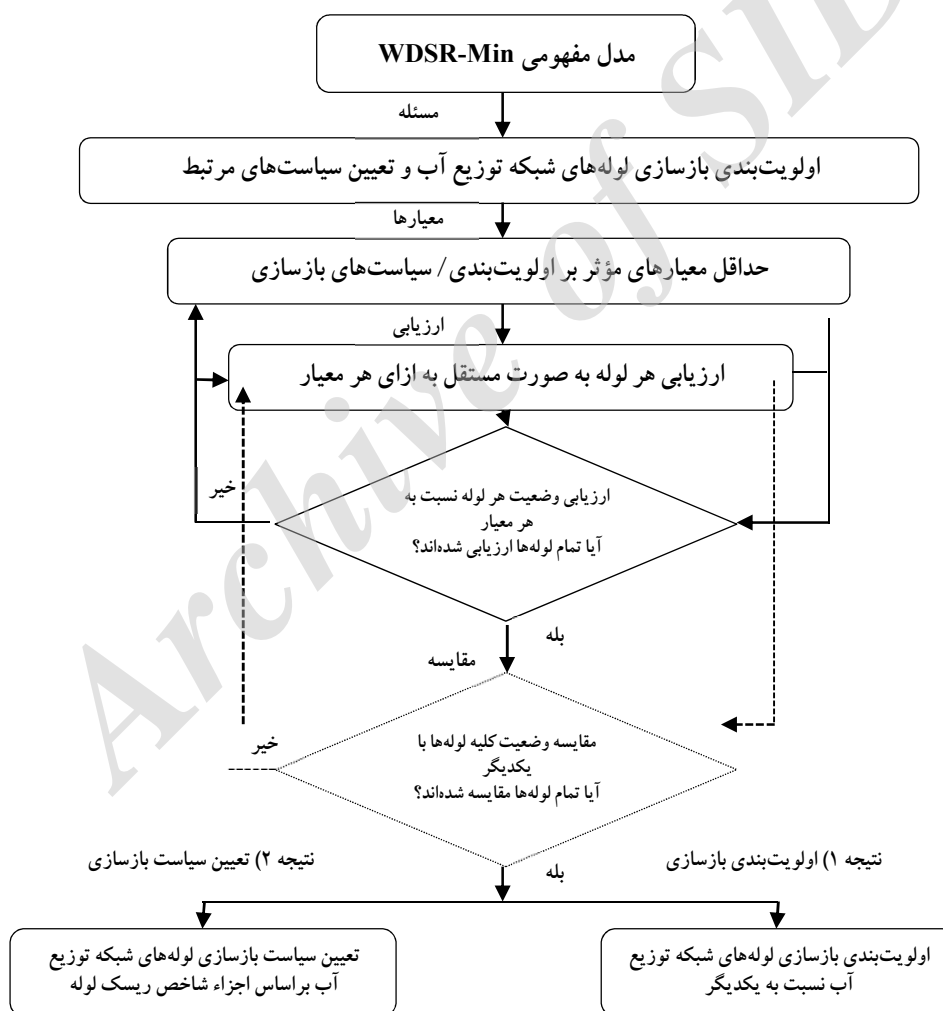 مدل مفهومی WDSR-Min
مسئله
اولویت‌بندی بازسازی لوله‌های شبکه توزیع آب و تعیین سیاست‌های مرتبط
معیارها
حداقل معیارهای مؤثر بر اولویت‌بندی/ سیاست‌های بازسازی
ارزیابی
ارزیابی هر لوله به صورت مستقل به ازای هر معیار
خیر
ارزیابی وضعیت هر لوله نسبت به
هر معیار
آیا تمام لوله‌ها ارزیابی شده‌اند؟
بله
مقایسه
خیر
مقایسه وضعیت کلیه لوله‌ها با
یکدیگر
آیا تمام لوله‌ها مقایسه شده‌اند؟
بله
نتیجه ۱) اولویت‌بندی بازسازی
نتیجه ۲) تعیین سیاست بازسازی
اولویت‌بندی بازسازی لوله‌های شبکه توزیع
آب نسبت به یکدیگر
تعیین سیاست بازسازی لوله‌های شبکه توزیع
آب براساس اجزاء شاخص ریسک لوله
Archive of SID